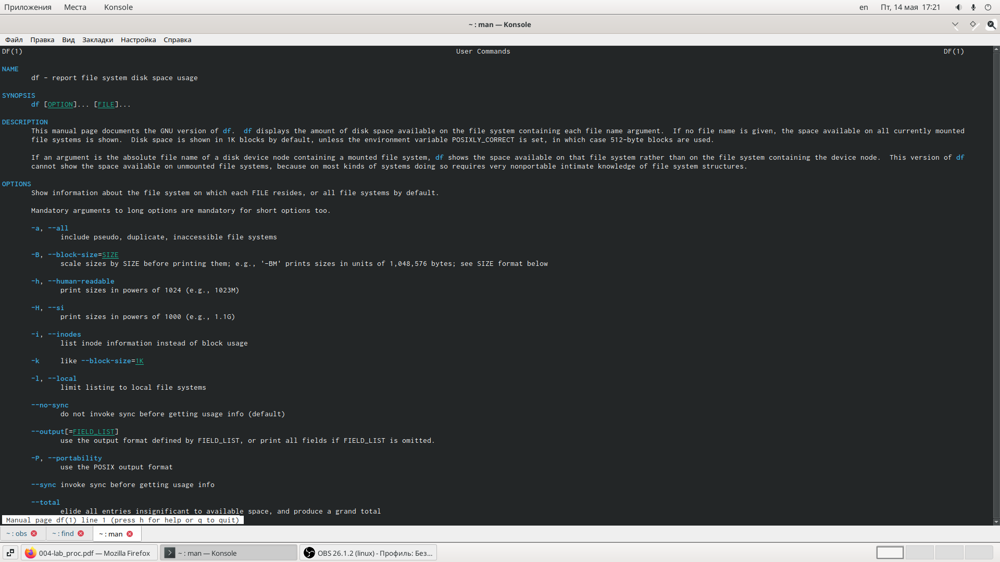 Приложения Места Konsole en Пт, 14 мая 17:21
~ : man — Konsole
Файл Правка Вид Закладки Настройка Справка
DF(1) User Commands DF(1)
NAME
df - report file system disk space usage
SYNOPSIS
df [OPTION]... [FILE]...
DESCRIPTION
This manual page documents the GNU version of df. df displays the amount of disk space available on the file system containing each file name argument. If no file name is given, the space available on all currently mounted
file systems is shown. Disk space is shown in 1K blocks by default, unless the environment variable POSIXLY_CORRECT is set, in which case 512-byte blocks are used.
If an argument is the absolute file name of a disk device node containing a mounted file system, df shows the space available on that file system rather than on the file system containing the device node. This version of df
cannot show the space available on unmounted file systems, because on most kinds of systems doing so requires very nonportable intimate knowledge of file system structures.
OPTIONS
Show information about the file system on which each FILE resides, or all file systems by default.
Mandatory arguments to long options are mandatory for short options too.
-a, --all
include pseudo, duplicate, inaccessible file systems
-B, --block-size=SIZE
scale sizes by SIZE before printing them; e.g., '-BM' prints sizes in units of 1,048,576 bytes; see SIZE format below
-h, --human-readable
print sizes in powers of 1024 (e.g., 1023M)
-H, --si
print sizes in powers of 1000 (e.g., 1.1G)
-i, --inodes
list inode information instead of block usage
-k like --block-size=1K
-l, --local
limit listing to local file systems
--no-sync
do not invoke sync before getting usage info (default)
--output[=FIELD_LIST]
use the output format defined by FIELD_LIST, or print all fields if FIELD_LIST is omitted.
-P, --portability
use the POSIX output format
--sync invoke sync before getting usage info
--total
elide all entries insignificant to available space, and produce a grand total
Manual page df(1) line 1 (press h for help or q to quit)
~ : obs ~ : find ~ : man
004-lab_proc.pdf — Mozilla Firefox ~ : man — Konsole OBS 26.1.2 (linux) - Профиль: Без...